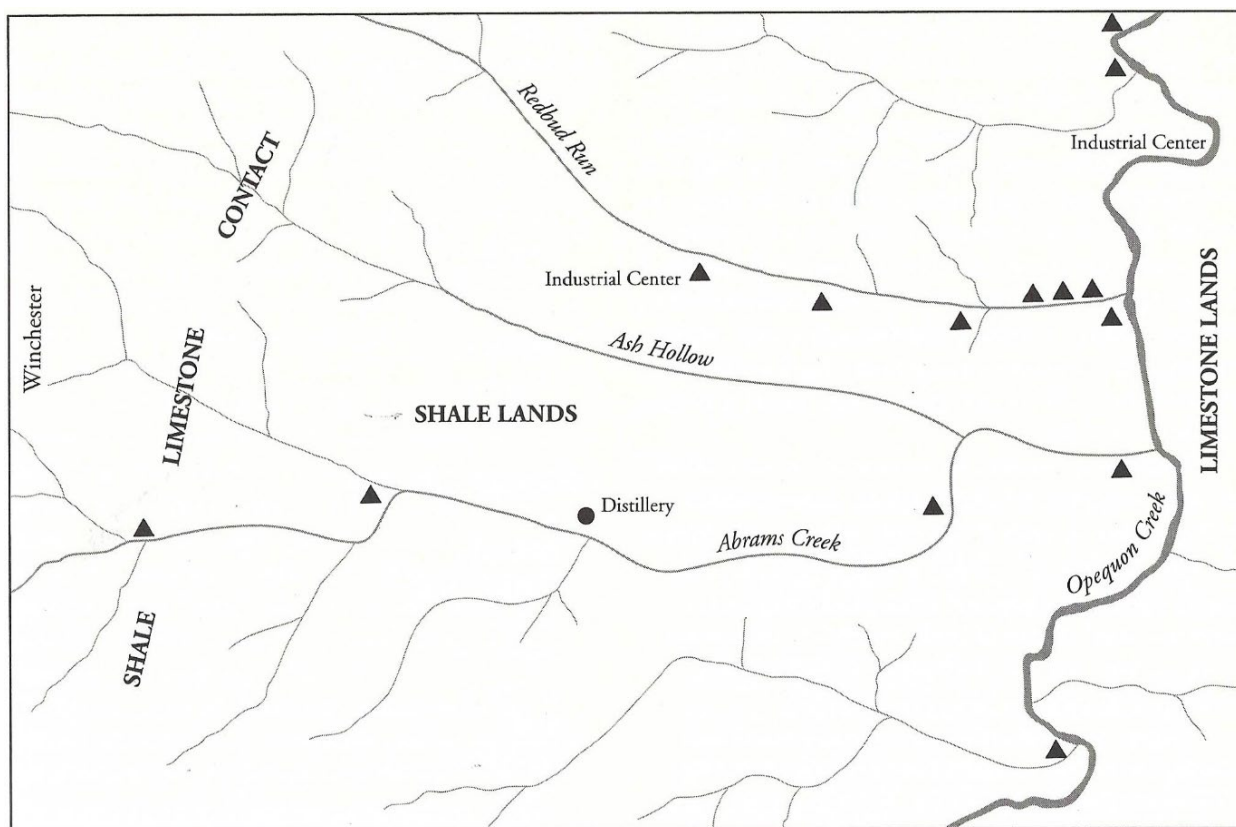 Redbud Run
CONTACT
Industrial Center
Industrial Center
Winchester
LIMESTONE
Ash Hollow
LIMESTONE LANDS
SHALE LANDS
Distillery
Abrams Creek
Opequon Creek
SHALE